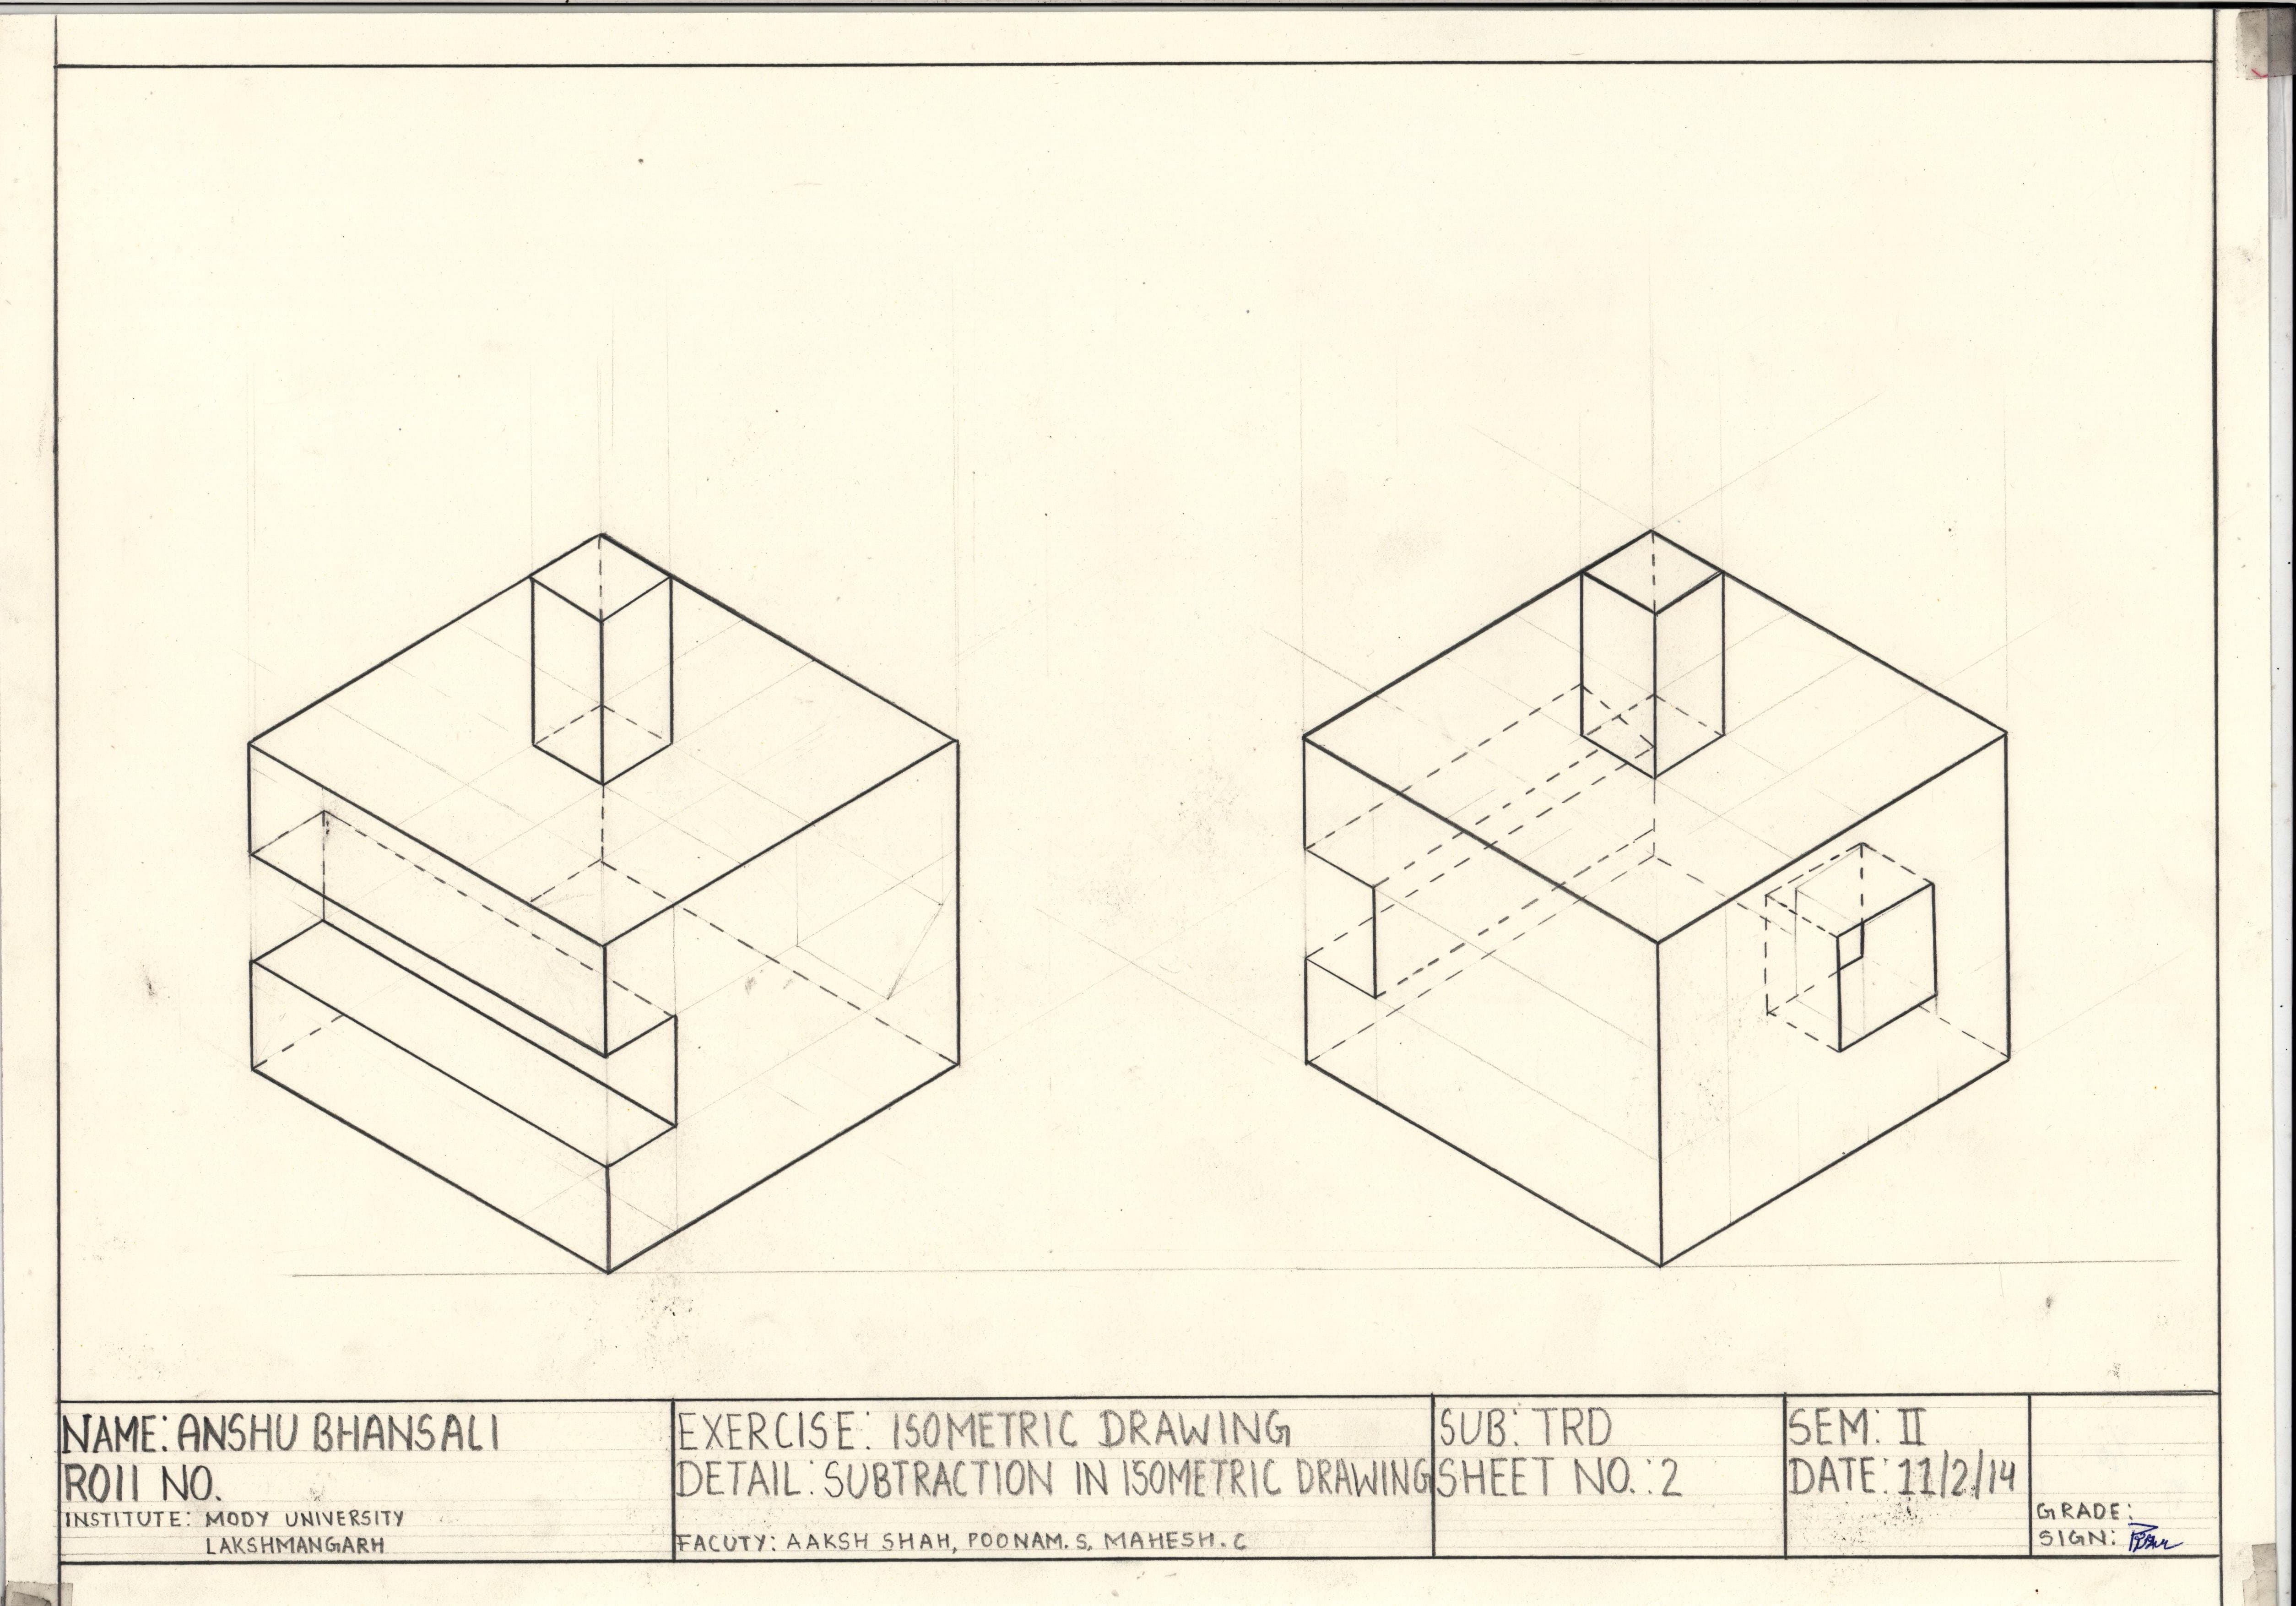 NAME: ANSHU BHANSALI
ROll NO.
INSTITUTE: MODY UNIVERSITY
LAKSHMANGARH
EXERCISE: ISOMETRIC DRAWING
DETAIL: SUBTRACTION IN ISOMETRIC DRAWING
FACUTY: AAKSH SHAH, POONAM. S, MAHESH. C
SUB: TRD
SHEET NO.: 2
SEM: II
DATE: 11/2/14
GRADE:
SIGN: